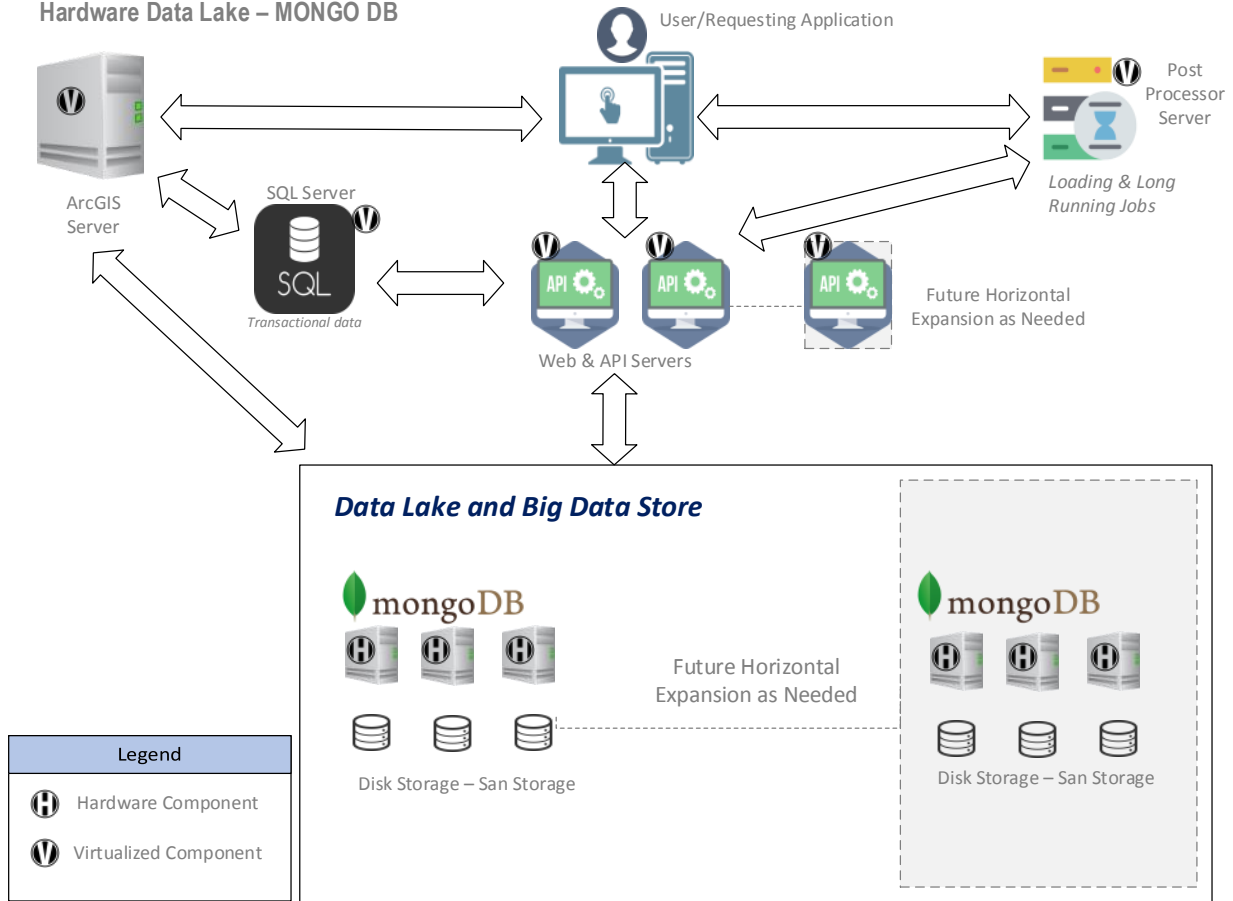 Hardware Data Lake – MONGO DB
User/Requesting Application
V
V
Post
Processor
Server
Loading & Long
Running Jobs
ArcGIS
Server
SQL Server
V
SQL
Transactional data
V
API
V
API
V
API
Future Horizontal
Expansion as Needed
Web & API Servers
Data Lake and Big Data Store
mongoDB
H
H
H
Disk Storage – San Storage
Future Horizontal
Expansion as Needed
mongoDB
H
H
H
Disk Storage – San Storage
Legend
H Hardware Component
V Virtualized Component